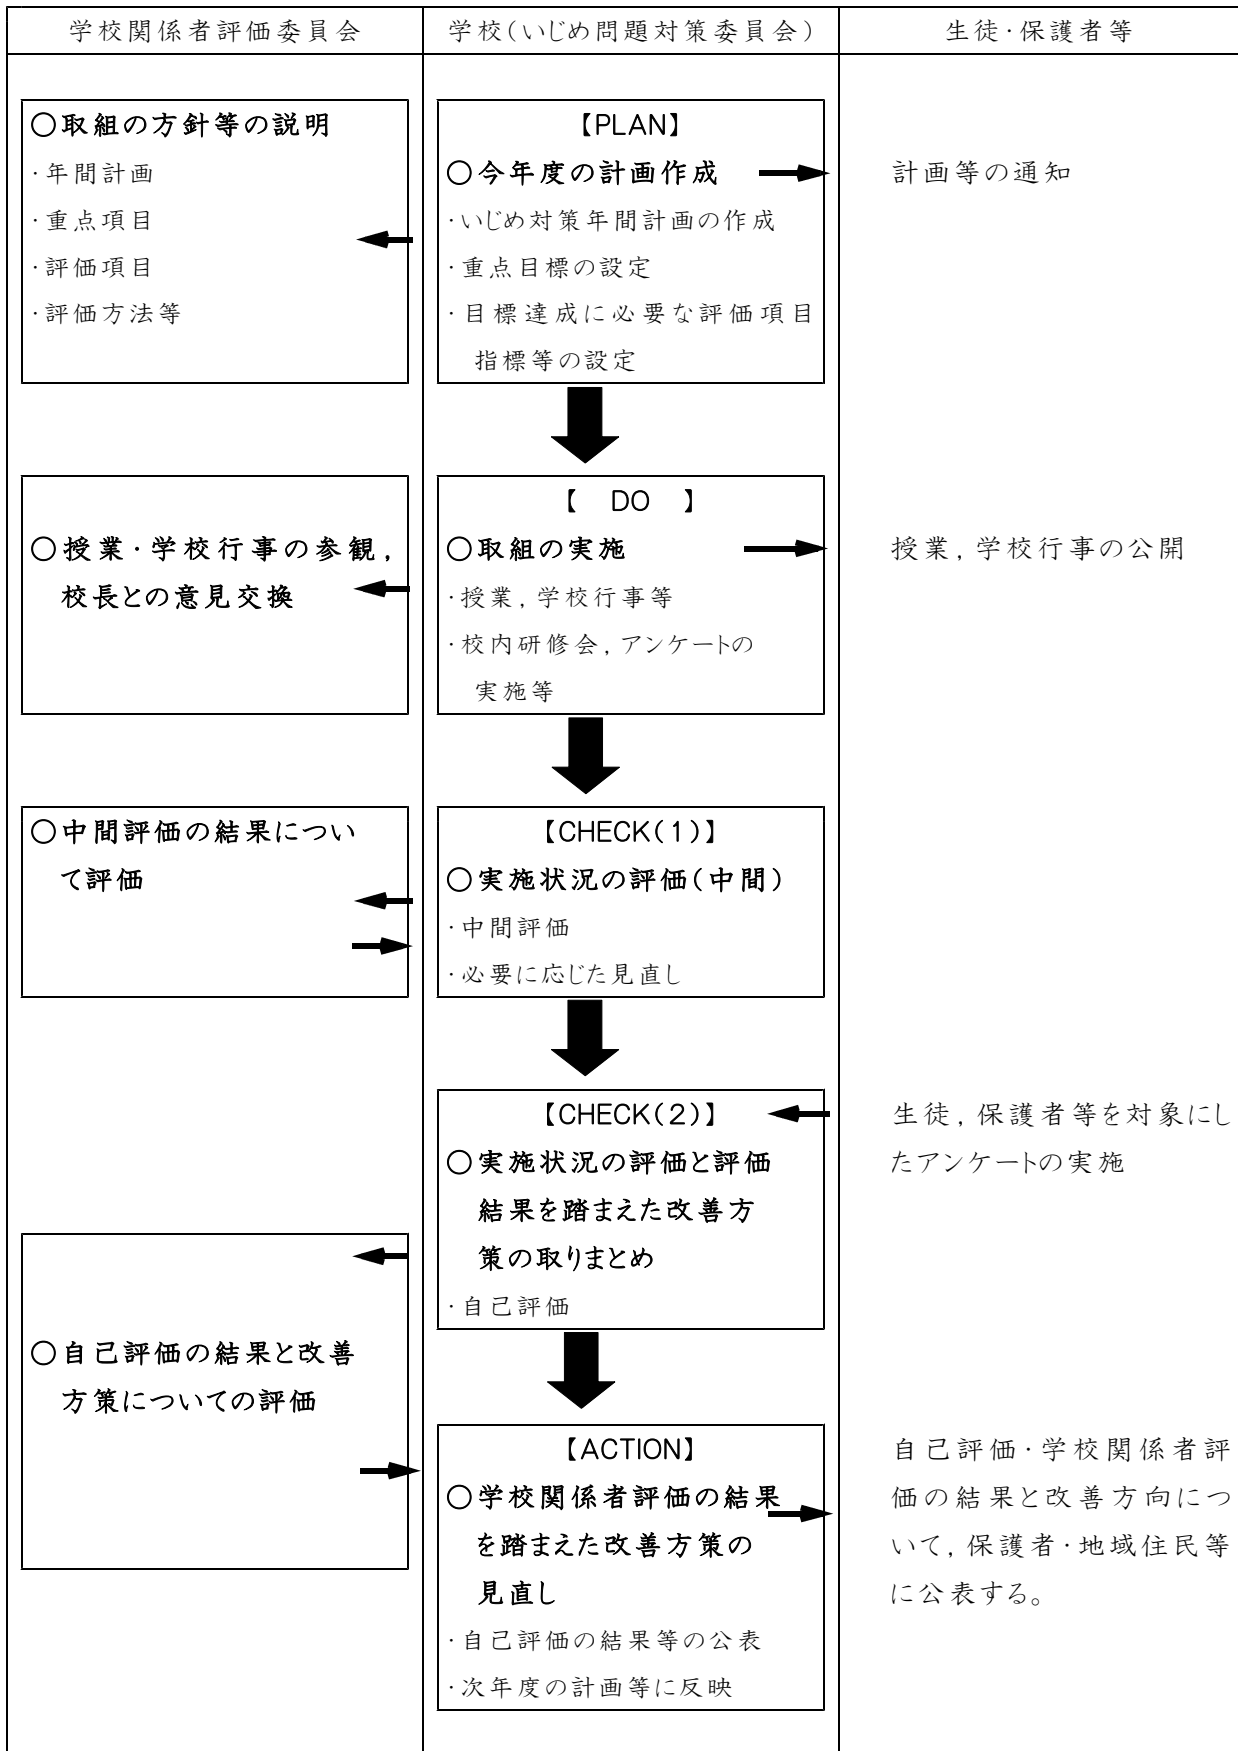 学校関係者評価委員会
学校(いじめ問題対策委員会)
生徒・保護者等
○取組の方針等の説明
・年間計画
・重点項目
・評価項目
・評価方法等
【PLAN】
○今年度の計画作成
・いじめ対策年間計画の作成
・重点目標の設定
・目標達成に必要な評価項目
指標等の設定
計画等の通知
○授業・学校行事の参観,
校長との意見交換
【 DO 】
○取組の実施
・授業,学校行事等
・校内研修会,アンケートの
実施等
授業,学校行事の公開
○中間評価の結果につい
て評価
【CHECK(1)】
○実施状況の評価(中間)
・中間評価
・必要に応じた見直し
【CHECK(2)】
○実施状況の評価と評価
結果を踏まえた改善方
策の取りまとめ
・自己評価
生徒,保護者等を対象にし
たアンケートの実施
○自己評価の結果と改善
方策についての評価
【ACTION】
○学校関係者評価の結果
を踏まえた改善方策の
見直し
・自己評価の結果等の公表
・次年度の計画等に反映
自己評価・学校関係者評
価の結果と改善方向につ
いて,保護者・地域住民等
に公表する。